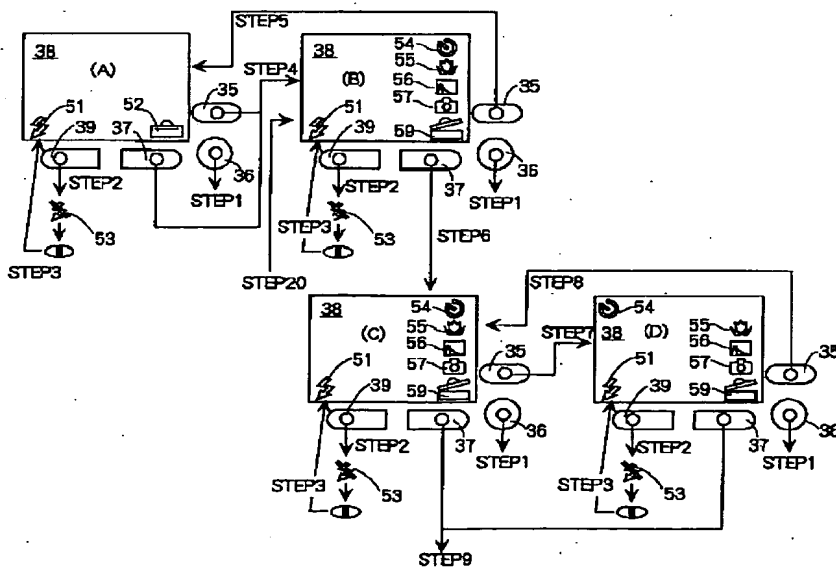 STEP5
38
(A)
51
52
35
39
37
36
STEP4
STEP2
STEP1
53
STEP3
38
(B)
54
55
56
57
59
51
35
39
37
36
STEP2
STEP1
STEP3
53
STEP6
STEP20
STEP8
38
(C)
54
55
56
57
59
51
35
39
37
36
STEP7
STEP2
STEP1
STEP3
53
38
54
(D)
55
56
57
59
51
35
39
37
36
STEP2
STEP1
STEP3
53
STEP9